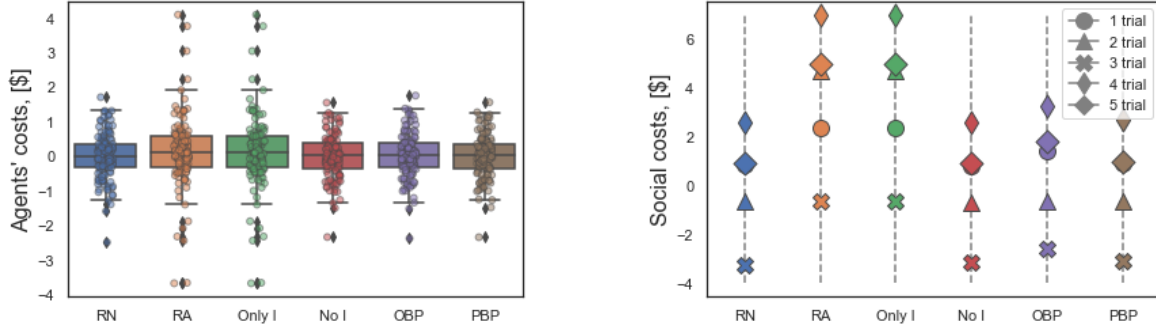 Agents' costs, [$]
4
3
2
1
0
−1
−2
−3
−4
RN RA Only I No I OBP PBP
Social costs, [$]
6
4
2
0
−2
−4
RN RA Only I No I OBP PBP
1 trial
2 trial
3 trial
4 trial
5 trial